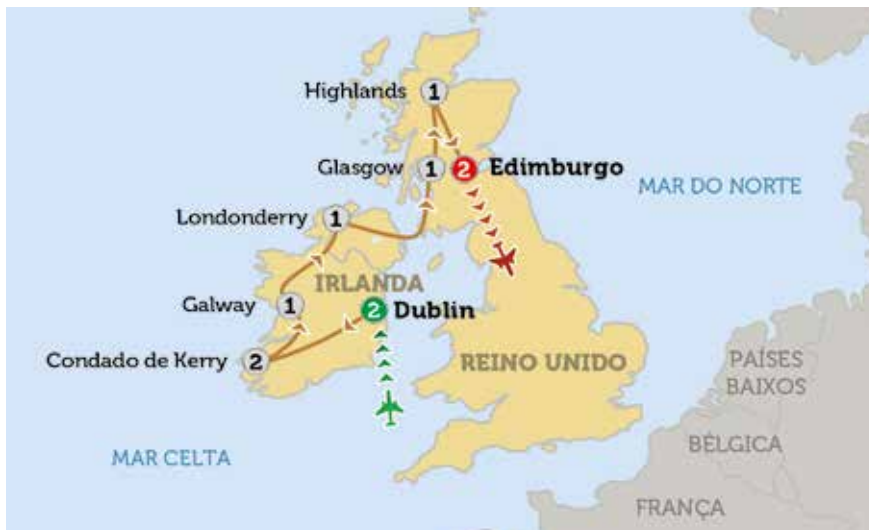 Highlands 1
Glasgow 1 2 Edimburgo
MAR DO NORTE
Londonderry 1
IRLANDA
Galway 1 2 Dublin
Condado de Kerry 2
REINO UNIDO
PAÍSES
BAIXOS
BÉLGICA
MAR CELTA
FRANÇA